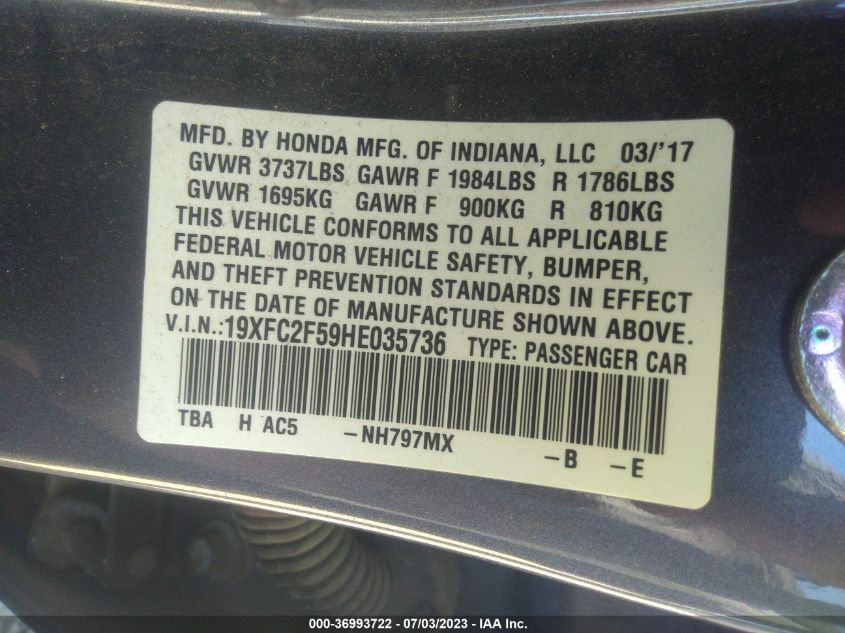 MFD. BY HONDA MFG. OF INDIANA, LLC 03/'17
GVWR 3737LBS GAWR F 1984LBS R 1786LBS
GVWR 1695KG GAWR F 900KG R 810KG
THIS VEHICLE CONFORMS TO ALL APPLICABLE
FEDERAL MOTOR VEHICLE SAFETY, BUMPER,
AND THEFT PREVENTION STANDARDS IN EFFECT
ON THE DATE OF MANUFACTURE SHOWN ABOVE.
V.I.N.:19XFC2F59HE035736 TYPE: PASSENGER CAR
TBA H AC5 -NH797MX -B -E
000-36993722 / 07/03/2023 - IAA Inc.